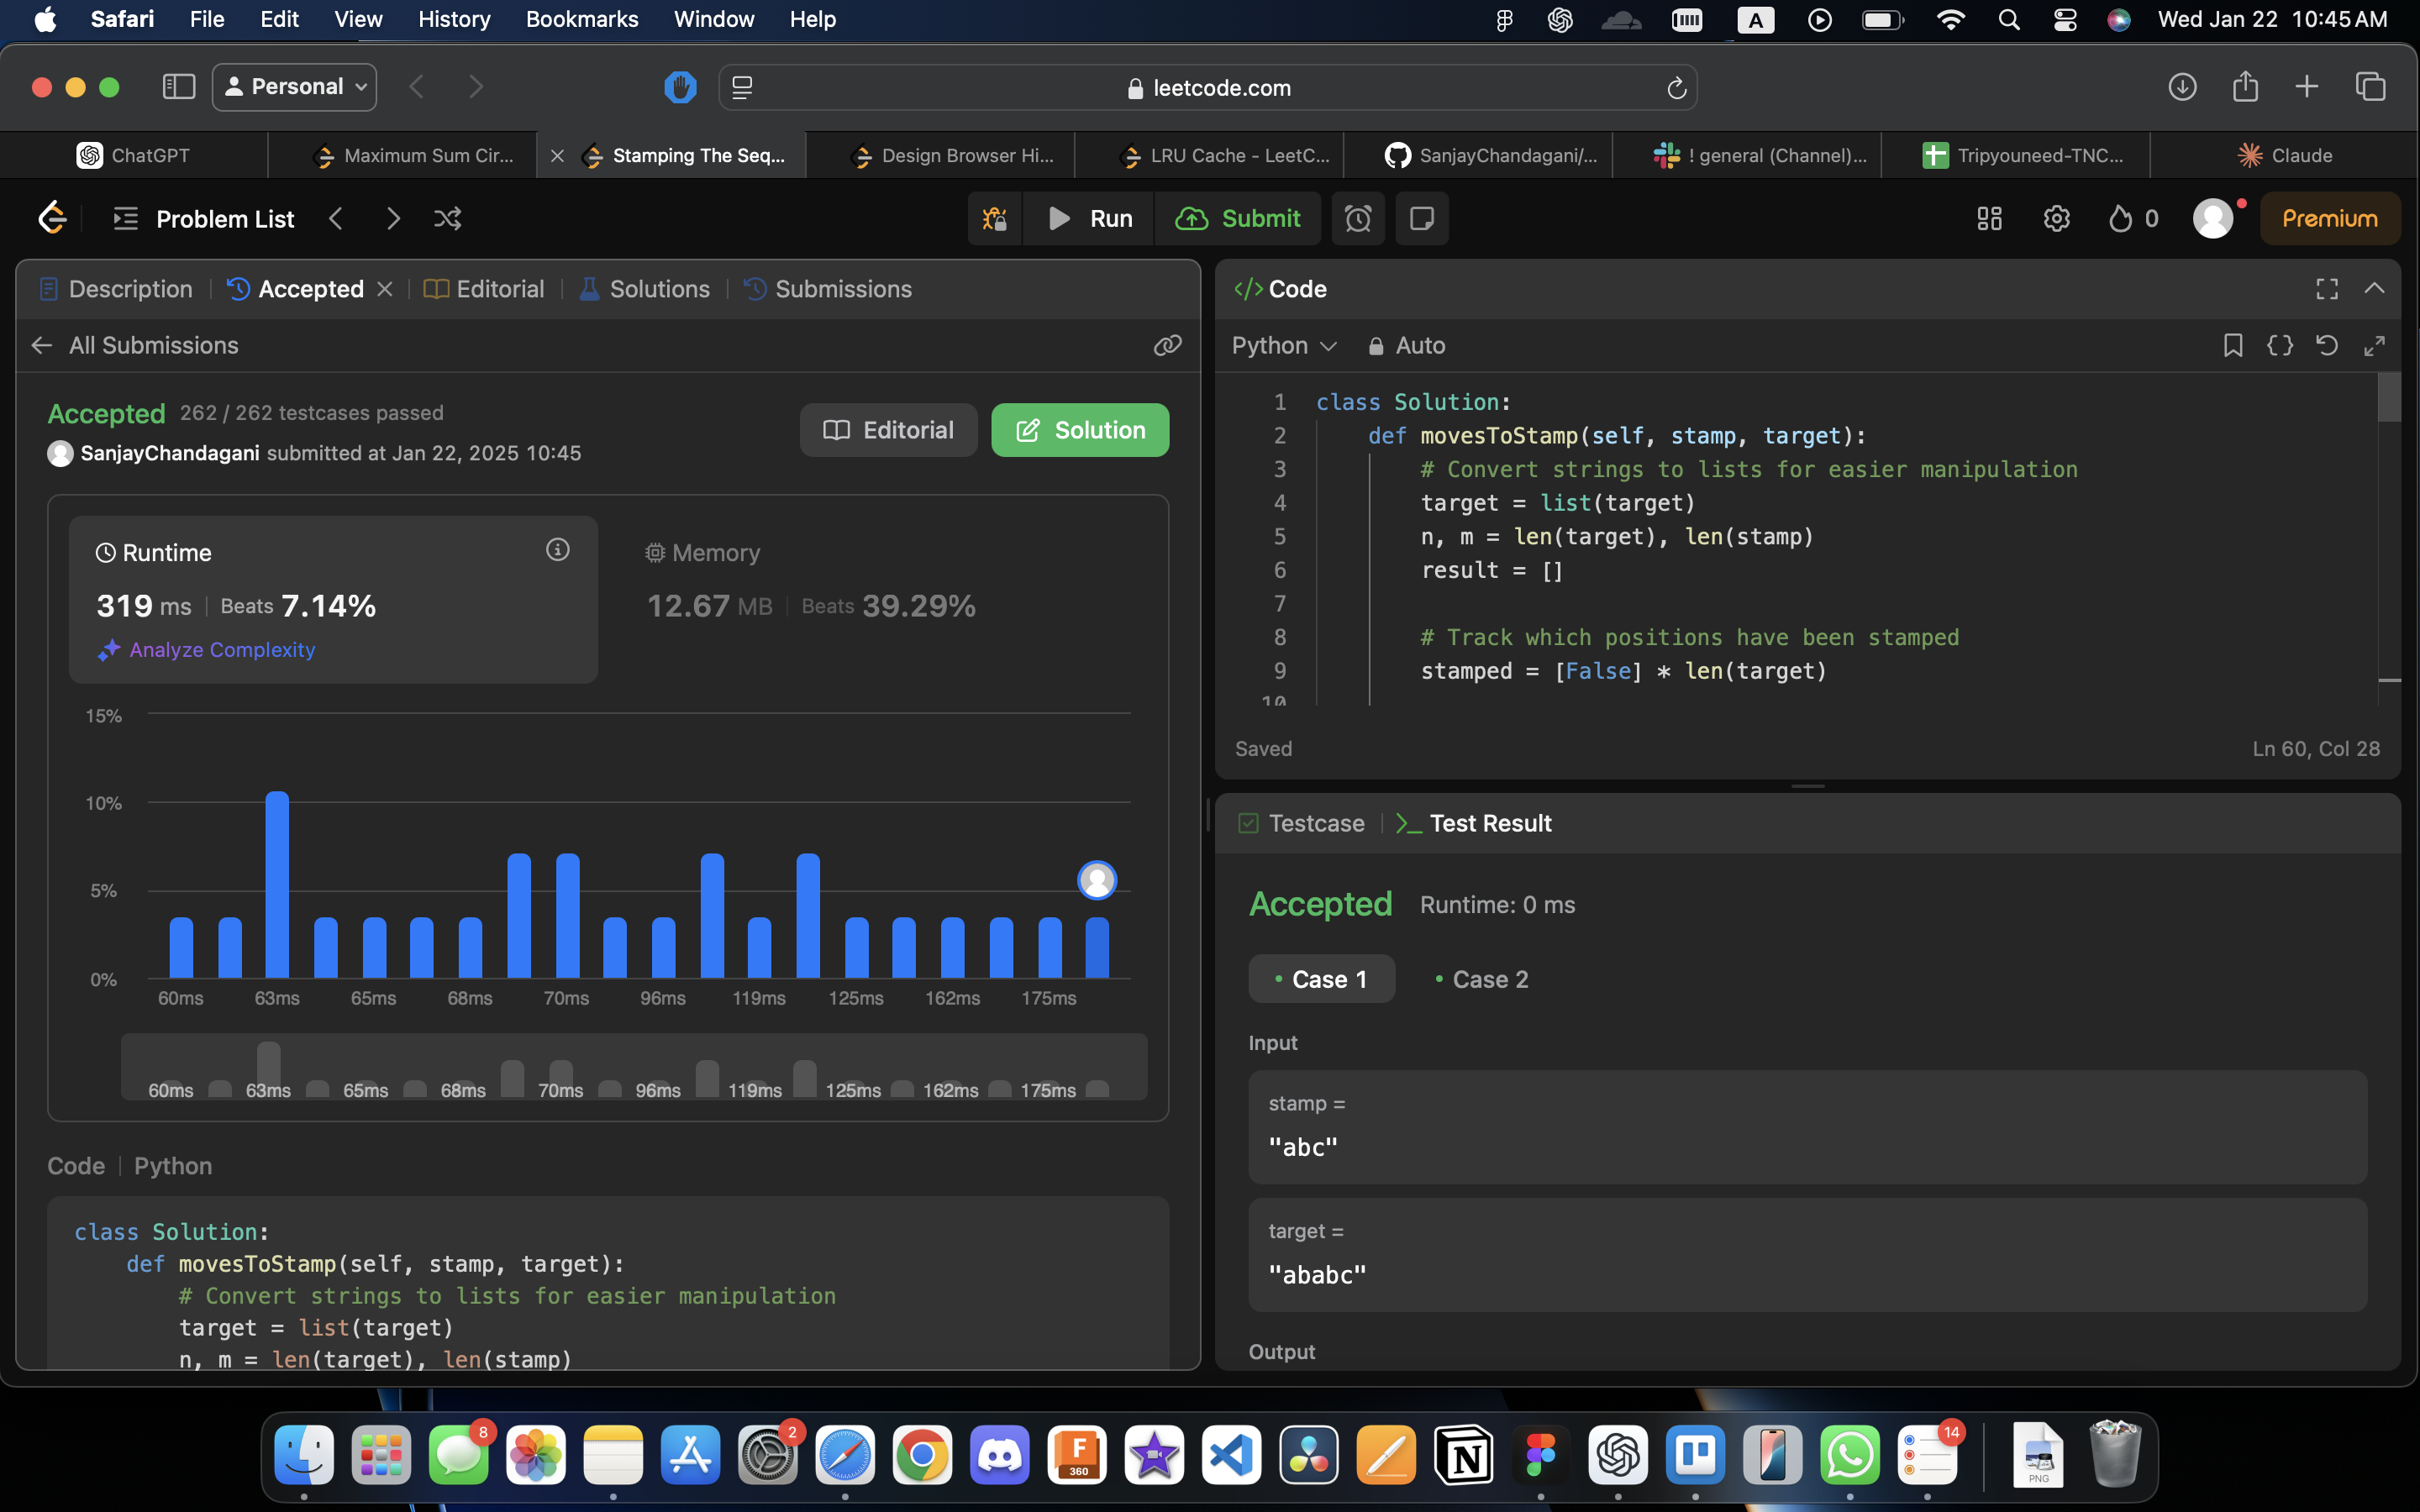 Safari File Edit View History Bookmarks Window Help A Wed Jan 22 10:45 AM
Personal leetcode.com
ChatGPT Maximum Sum Cir... Stamping The Seq... Design Browser Hi... LRU Cache - LeetC... SanjayChandagani/... ! general (Channel)... Tripyouneed-TNC... Claude
Problem List Run Submit 0 Premium
Description Accepted Editorial Solutions Submissions
All Submissions
Accepted 262 / 262 testcases passed
SanjayChandagani submitted at Jan 22, 2025 10:45
Editorial Solution
Runtime
319 ms Beats 7.14%
Analyze Complexity
Memory
12.67 MB Beats 39.29%
15%
10%
5%
0%
60ms 63ms 65ms 68ms 70ms 96ms 119ms 125ms 162ms 175ms
60ms 63ms 65ms 68ms 70ms 96ms 119ms 125ms 162ms 175ms
Code Python
class Solution:
def movesToStamp(self, stamp, target):
# Convert strings to lists for easier manipulation
target = list(target)
n, m = len(target), len(stamp)
</> Code
Python Auto
1 class Solution:
2 def movesToStamp(self, stamp, target):
3 # Convert strings to lists for easier manipulation
4 target = list(target)
5 n, m = len(target), len(stamp)
6 result = []
7
8 # Track which positions have been stamped
9 stamped = [False] * len(target)
10
Saved Ln 60, Col 28
Testcase Test Result
Accepted Runtime: 0 ms
Case 1 Case 2
Input
stamp =
"abc"
target =
"ababc"
Output
8 2 F 360 N 14
PNG